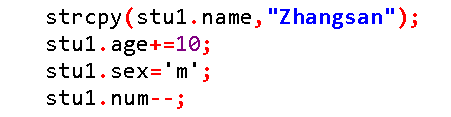 strcpy(stu1.name,"Zhangsan");
stu1.age+=10;
stu1.sex='m';
stu1.num--;